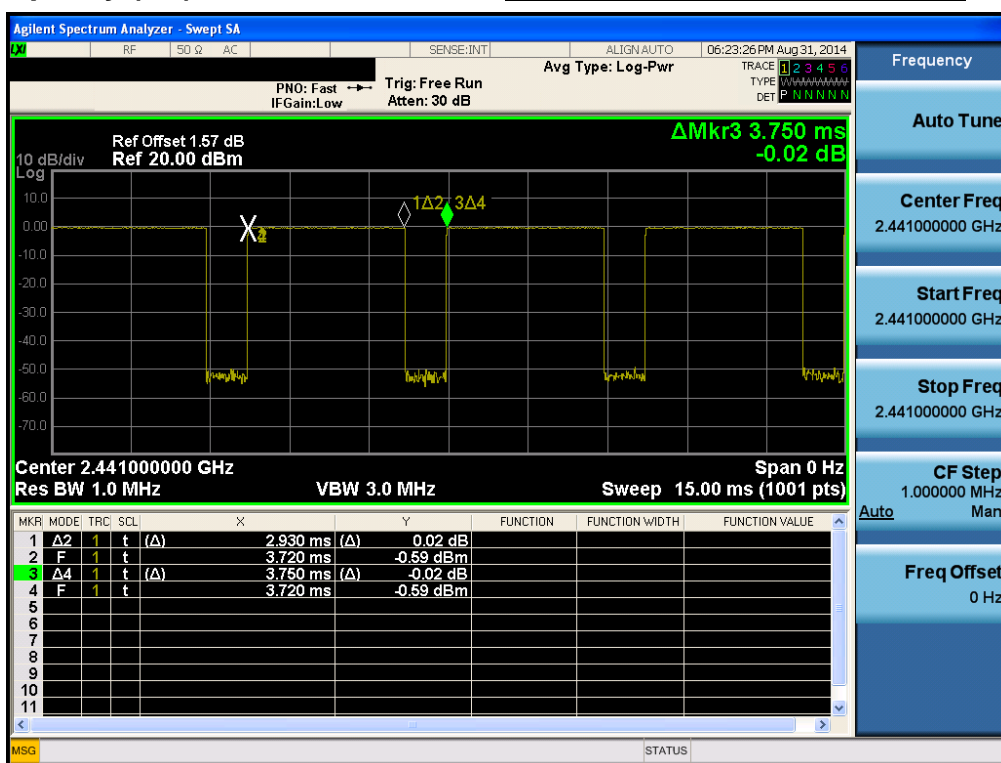 Agilent Spectrum Analyzer - Swept SA
LXI RF 50 Ω AC SENSE:INT ALIGN AUTO 06:23:26 PM Aug 31, 2014
Avg Type: Log-Pwr
TRACE 1 2 3 4 5 6
TYPE WWWWWW
DET P N N N N N
PNO: Fast
IFGain:Low
Trig: Free Run
Atten: 30 dB
Ref Offset 1.57 dB
Ref 20.00 dBm
10 dB/div
Log
ΔMkr3 3.750 ms
-0.02 dB
10.0
0.00
-10.0
-20.0
-30.0
-40.0
-50.0
-60.0
-70.0
1Δ2 3Δ4
Center 2.441000000 GHz
Span 0 Hz
Res BW 1.0 MHz
VBW 3.0 MHz
Sweep 15.00 ms (1001 pts)
MKR MODE TRC SCL X Y FUNCTION FUNCTION WIDTH FUNCTION VALUE
1 Δ2 1 t (Δ) 2.930 ms (Δ) 0.02 dB
2 F 1 t 3.720 ms -0.59 dBm
3 Δ4 1 t (Δ) 3.750 ms (Δ) -0.02 dB
4 F 1 t 3.720 ms -0.59 dBm
5
6
7
8
9
10
11
MSG
STATUS
Frequency
Auto Tune
Center Freq
2.441000000 GHz
Start Freq
2.441000000 GHz
Stop Freq
2.441000000 GHz
CF Step
1.000000 MHz
Auto Man
Freq Offset
0 Hz